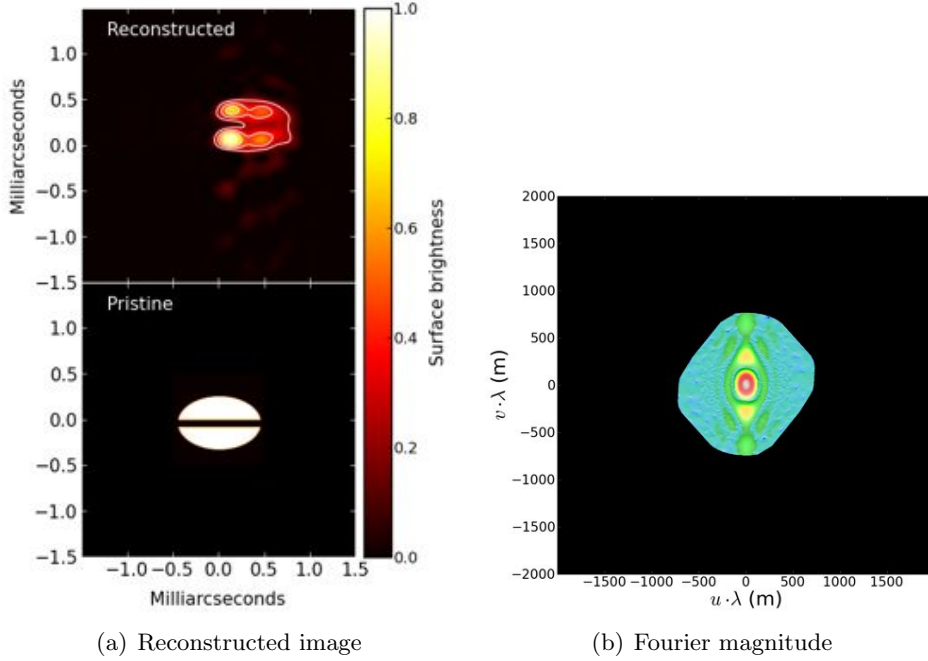 Reconstructed
Milliarcseconds
1.5
1.0
0.5
0.0
−0.5
−1.0
−1.5
Pristine
1.0
0.5
0.0
−0.5
−1.0
−1.5
−1.0 −0.5 0.0 0.5 1.0 1.5
Milliarcseconds
1.0
0.8
0.6
0.4
0.2
0.0
Surface brightness
(a) Reconstructed image
v · λ (m)
2000
1500
1000
500
0
−500
−1000
−1500
−2000
−1500 −1000 −500 0 500 1000 1500
u · λ (m)
(b) Fourier magnitude